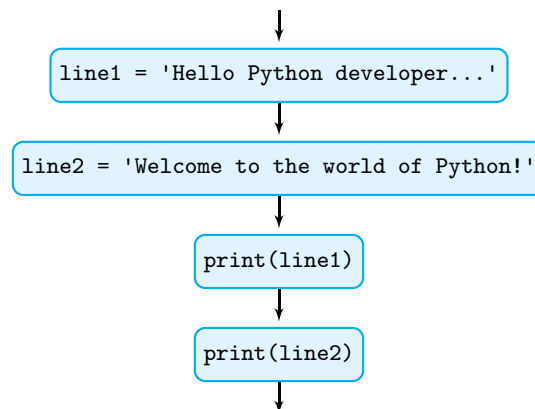 line1 = 'Hello Python developer...'
line2 = 'Welcome to the world of Python!'
print(line1)
print(line2)